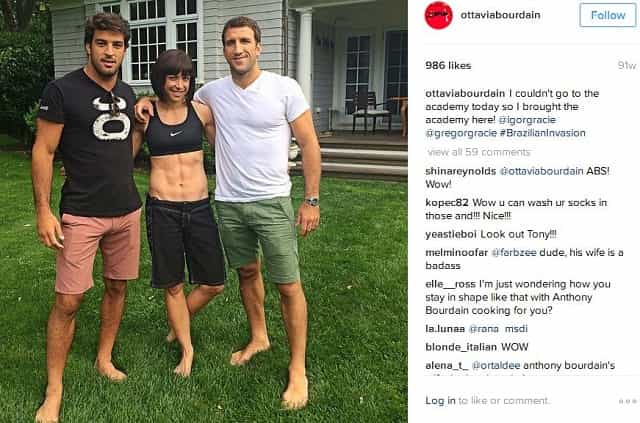 ottaviabourdain
Follow
986 likes
91w
ottaviabourdain I couldn't go to the
academy today so I brought the
academy here! @igorgracie
@gregorgracie #BrazilianInvasion
view all 59 comments
shinareynolds @ottaviabourdain ABS!
Wow!
kopec82 Wow u can wash ur socks in
those and!!! Nice!!!
yeastieboi Look out Tony!!!
melminoofar @farbzee dude, his wife is a
badass
elle__ross I'm just wondering how you
stay in shape like that with Anthony
Bourdain cooking for you?
la.lunaa @rana_msdi
blonde_italian WOW
alena_t_ @ortaldee anthony bourdain's
Log in to like or comment.